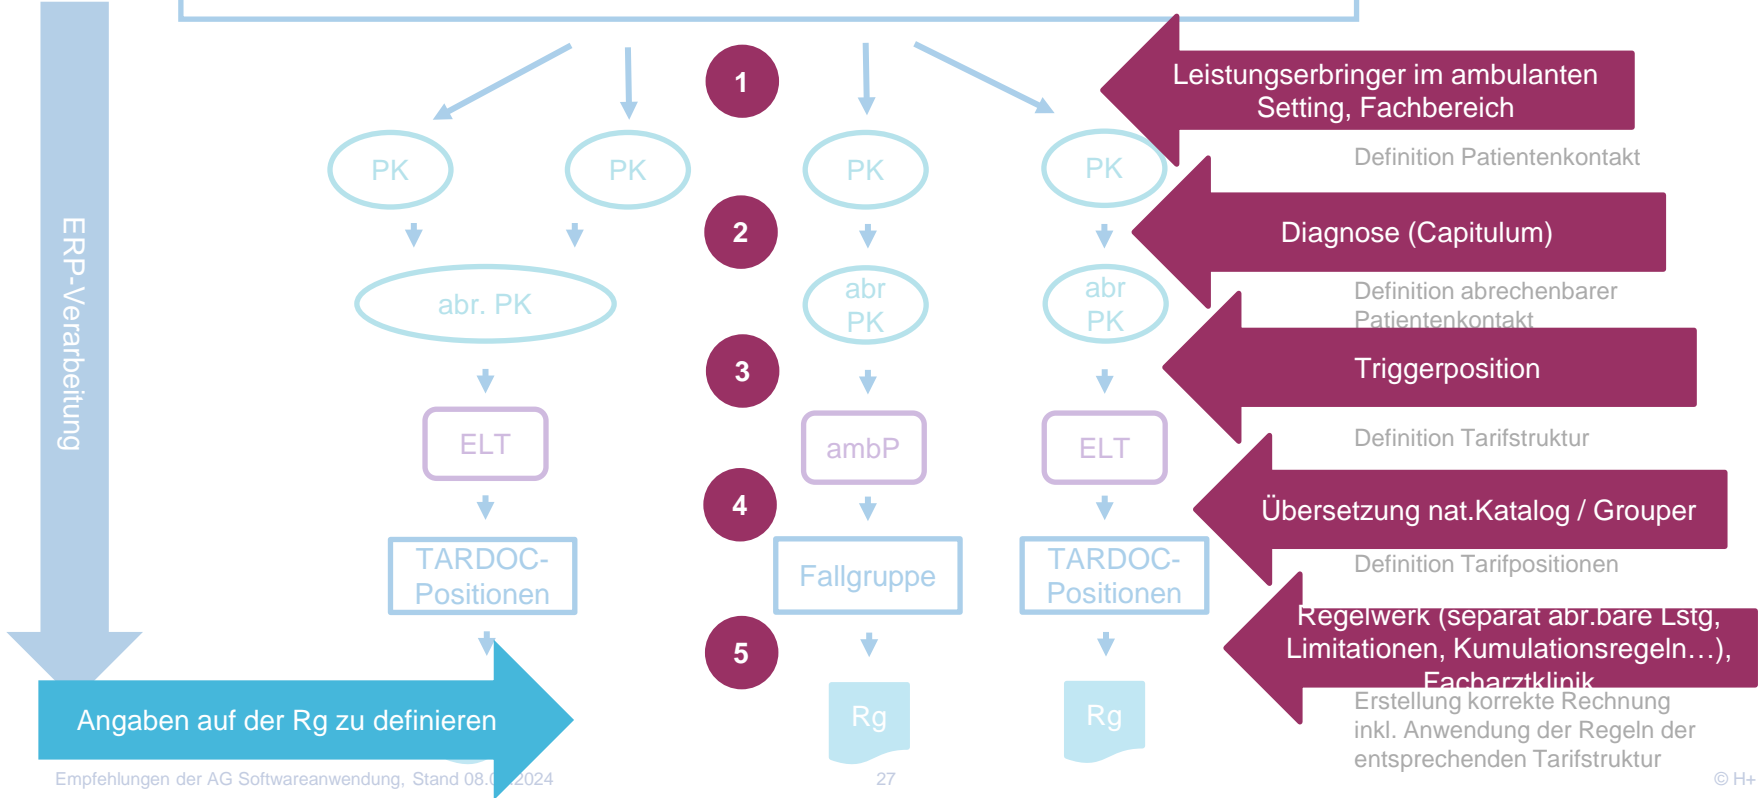 ERP-Verarbeitung
1
Leistungserbringer im ambulanten
Setting, Fachbereich
Definition Patientenkontakt
PK
PK
PK
PK
2
Diagnose (Capitulum)
Definition abrechenbarer
Patientenkontakt
abr. PK
abr
PK
abr
PK
3
Triggerposition
Definition Tarifstruktur
ELT
ambP
ELT
4
Übersetzung nat.Katalog / Grouper
Definition Tarifpositionen
TARDOC-
Positionen
Fallgruppe
TARDOC-
Positionen
5
Regelwerk (separat abr.bare Lstg,
Limitationen, Kumulationsregeln…),
Facharztklinik
Erstellung korrekte Rechnung
inkl. Anwendung der Regeln der
entsprechenden Tarifstruktur
Angaben auf der Rg zu definieren
Rg
Rg
Empfehlungen der AG Softwareanwendung, Stand 2024
27
© H+